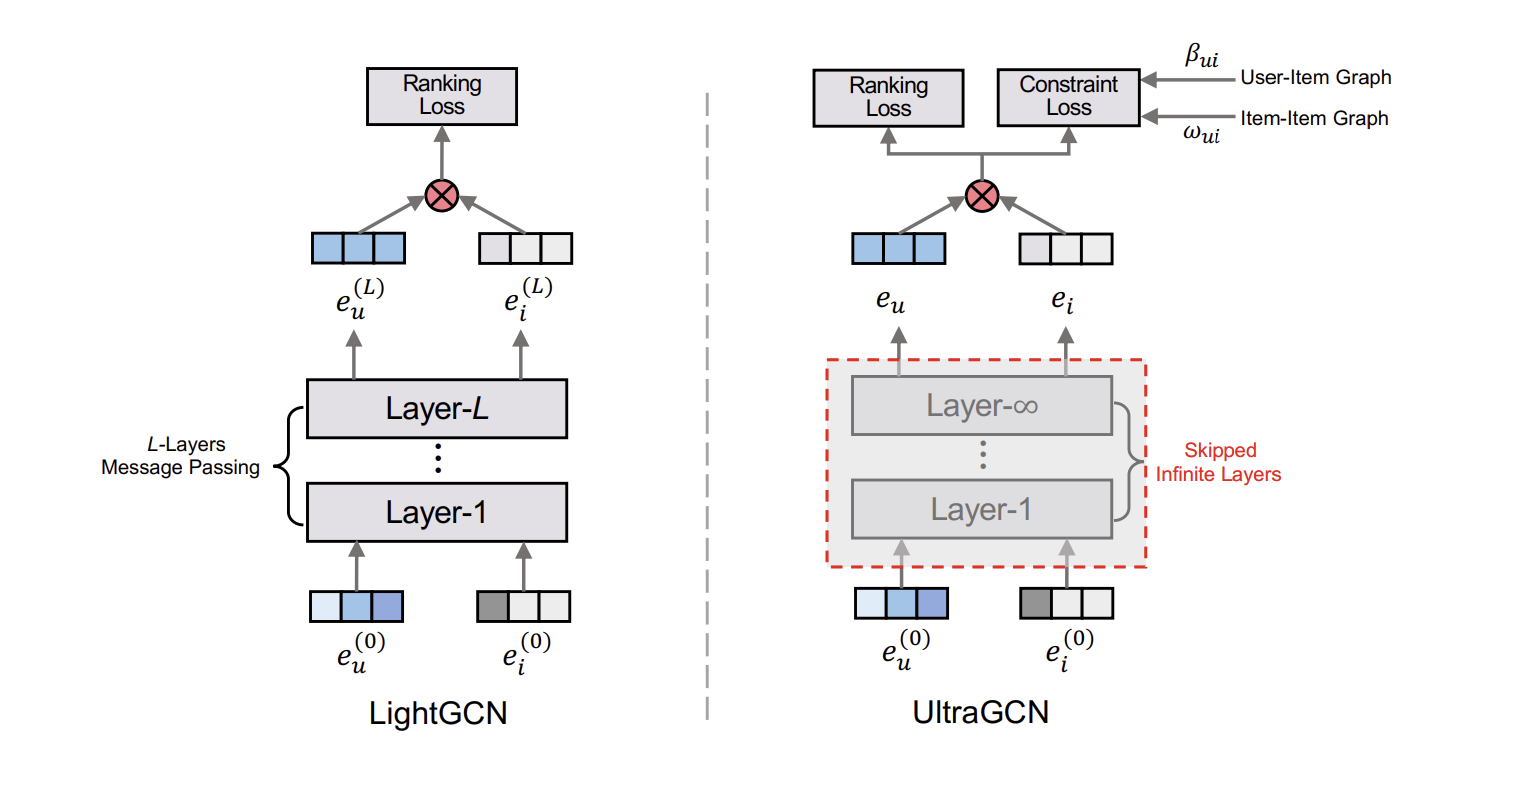 Ranking
Loss
e_u^{(L)}
e_i^{(L)}
Layer-L
L-Layers
Message Passing
Layer-1
e_u^{(0)}
e_i^{(0)}
LightGCN
Ranking
Loss
Constraint
Loss
β_{ui}
User-Item Graph
Item-Item Graph
ω_{ui}
e_u
e_i
Layer-∞
Skipped
Infinite Layers
Layer-1
e_u^{(0)}
e_i^{(0)}
UltraGCN